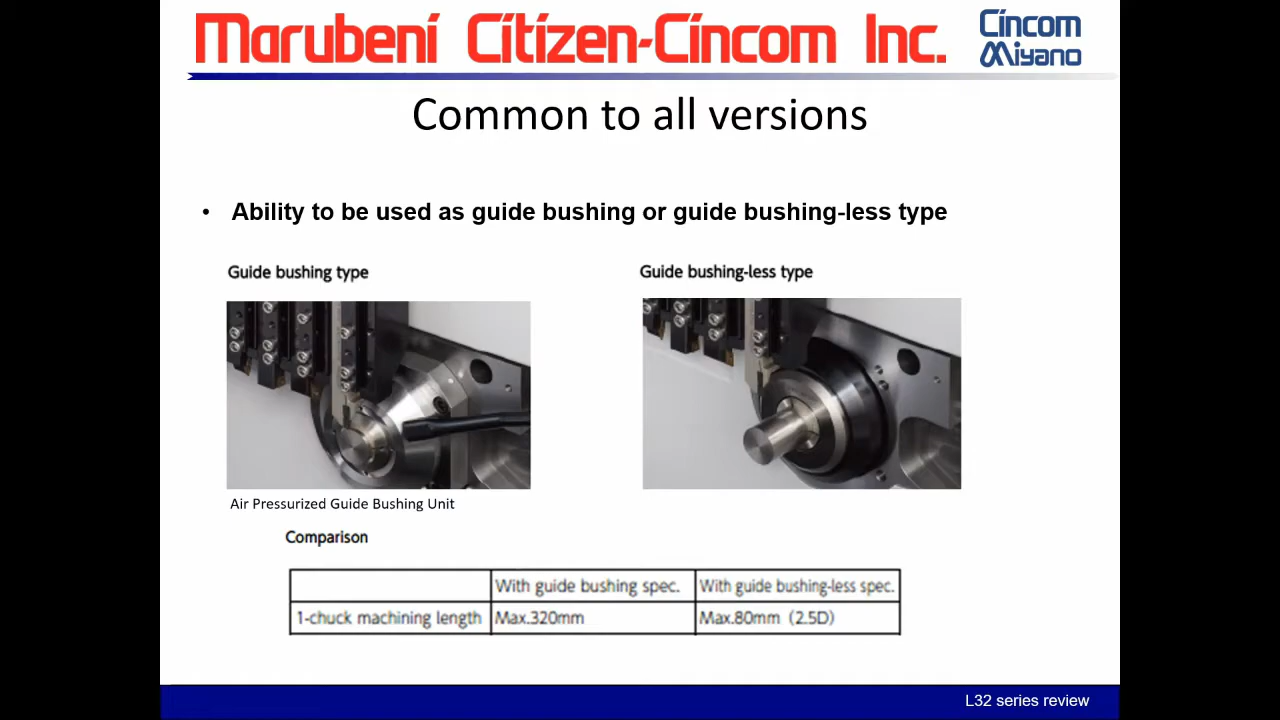 Marubeni Citizen-Cincom Inc.
Cincom
Miyano
Common to all versions
• Ability to be used as guide bushing or guide bushing-less type
Guide bushing type
Guide bushing-less type
Air Pressurized Guide Bushing Unit
Comparison
With guide bushing spec. With guide bushing-less spec.
1-chuck machining length Max.320mm Max.80mm (2.5D)
L32 series review